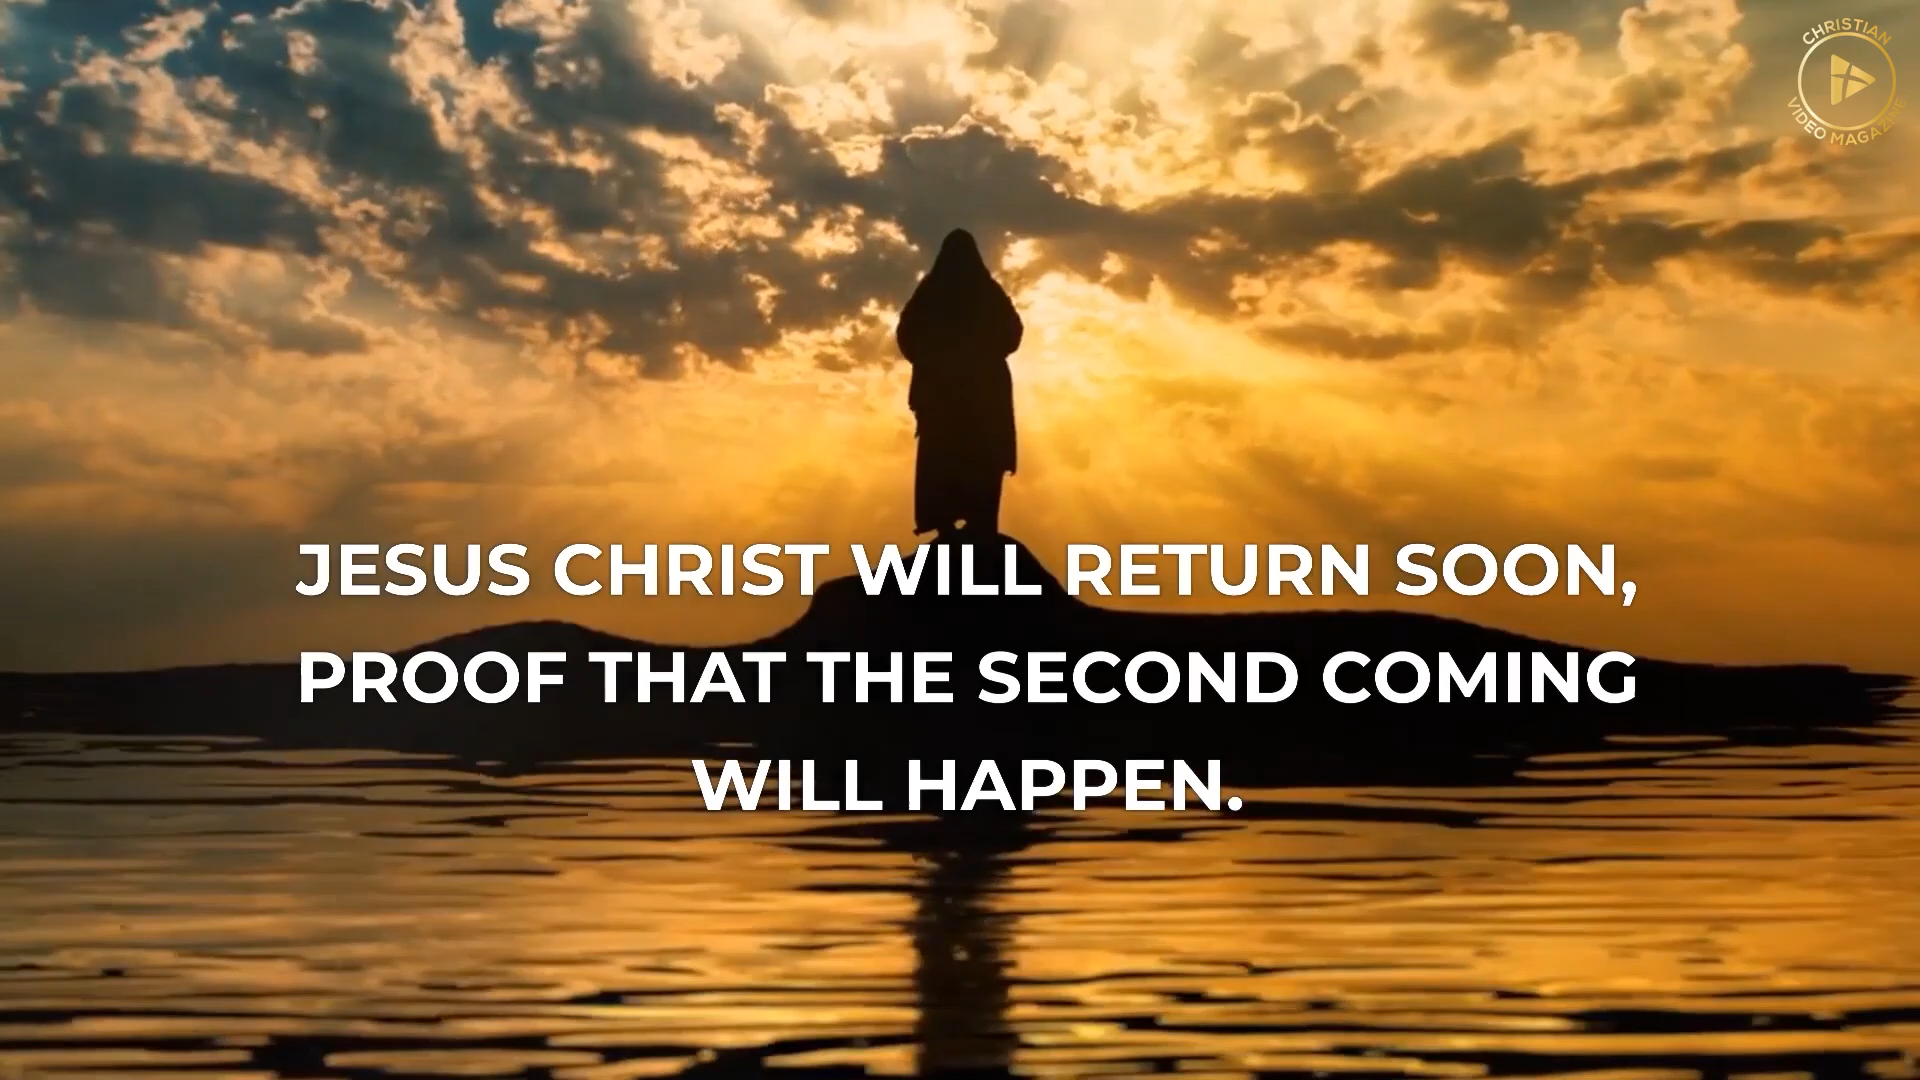 CHRISTIAN
VIDEO MAGAZINE
JESUS CHRIST WILL RETURN SOON,
PROOF THAT THE SECOND COMING
WILL HAPPEN.